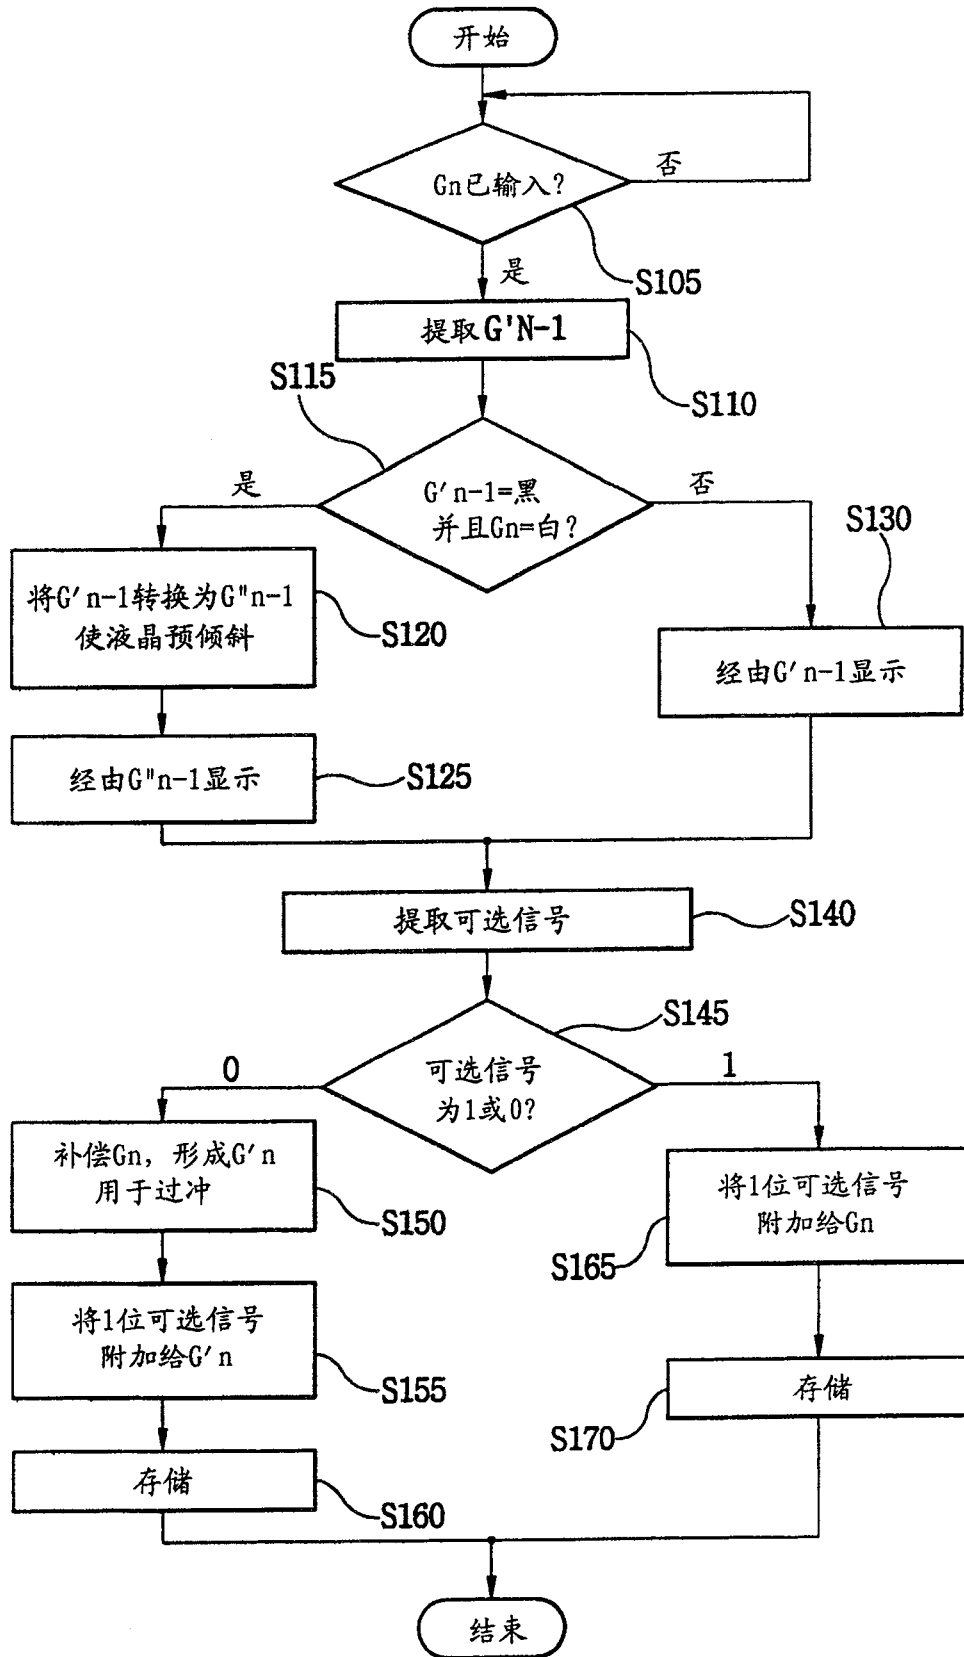 开始
Gn已输入?
否
S105
是
提取G'N-1
S110
S115
是
G'n-1=黑
并且Gn=白?
否
S130
将G'n-1转换为G"n-1
使液晶预倾斜
S120
经由G'n-1显示
经由G"n-1显示
S125
提取可选信号
S140
S145
0
可选信号
为1或0?
1
补偿Gn, 形成G'n
用于过冲
S150
将1位可选信号
附加给Gn
S165
将1位可选信号
附加给G'n
S155
存储
S170
存储
S160
结束